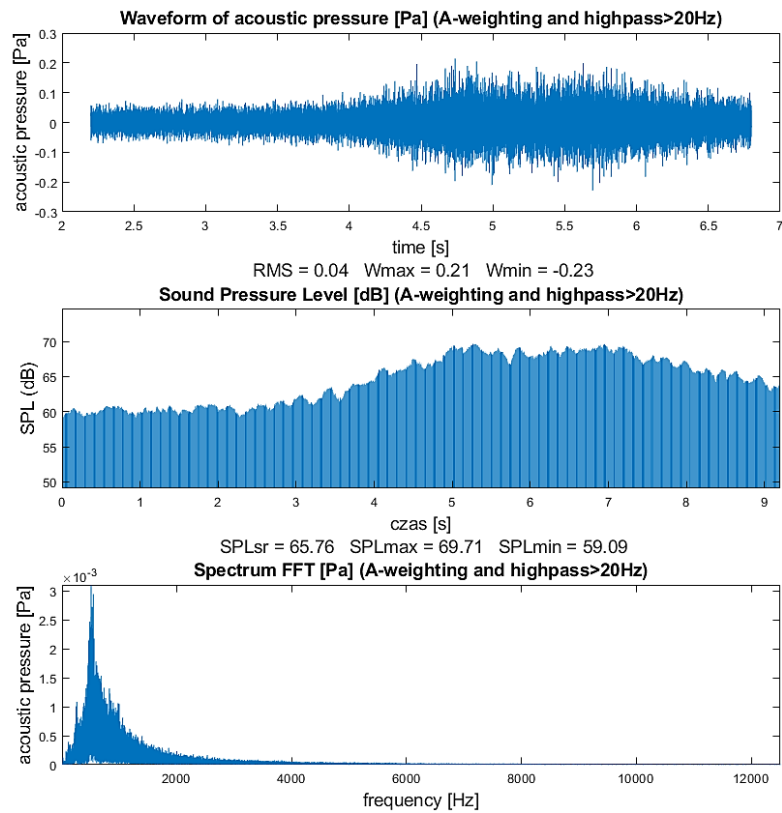 Waveform of acoustic pressure [Pa] (A-weighting and highpass>20Hz)
acoustic pressure [Pa]
0.3
0.2
0.1
0
-0.1
-0.2
-0.3
2 2.5 3 3.5 4 4.5 5 5.5 6 6.5 7
time [s]
RMS = 0.04 Wmax = 0.21 Wmin = -0.23
Sound Pressure Level [dB] (A-weighting and highpass>20Hz)
SPL (dB)
70
65
60
55
50
0 1 2 3 4 5 6 7 8 9
czas [s]
SPLsr = 65.76 SPLmax = 69.71 SPLmin = 59.09
Spectrum FFT [Pa] (A-weighting and highpass>20Hz)
×10-3
acoustic pressure [Pa]
3
2.5
2
1.5
1
0.5
0
2000 4000 6000 8000 10000 12000
frequency [Hz]